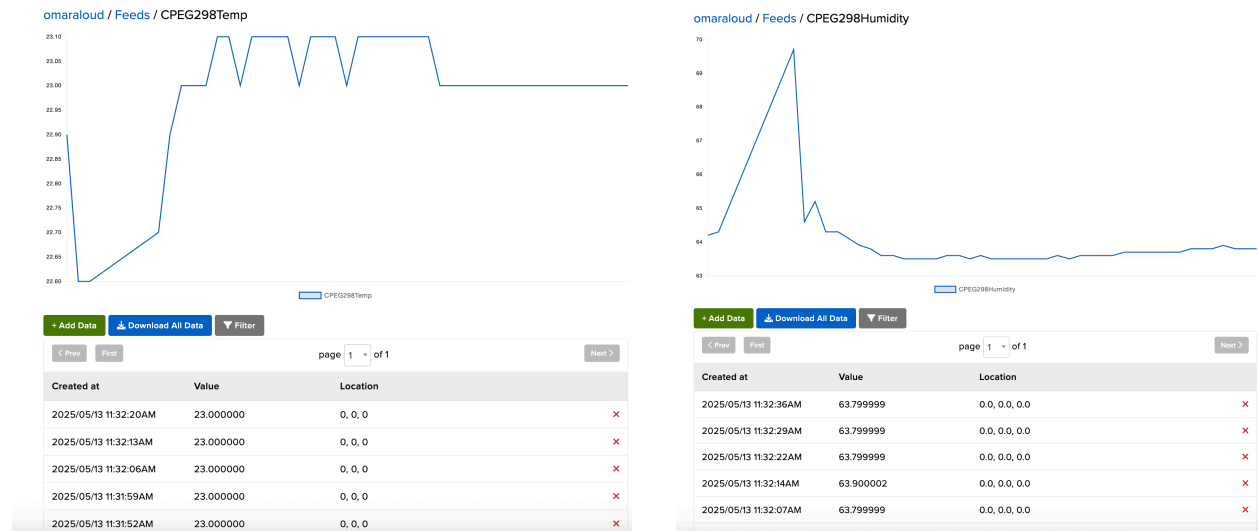 omaraloud / Feeds / CPEG298Temp
23.10
23.05
23.00
22.95
22.90
22.85
22.80
22.75
22.70
22.65
22.60
CPEG298Temp
+ Add Data
Download All Data
Filter
< Prev
First
page 1 of 1
Next >
Created at Value Location
2025/05/13 11:32:20AM 23.000000 0, 0, 0 ×
2025/05/13 11:32:13AM 23.000000 0, 0, 0 ×
2025/05/13 11:32:06AM 23.000000 0, 0, 0 ×
2025/05/13 11:31:59AM 23.000000 0, 0, 0 ×
2025/05/13 11:31:52AM 23.000000 0, 0, 0 ×
omaraloud / Feeds / CPEG298Humidity
70
69
68
67
66
65
64
63
CPEG298Humidity
+ Add Data
Download All Data
Filter
< Prev
First
page 1 of 1
Next >
Created at Value Location
2025/05/13 11:32:36AM 63.799999 0.0, 0.0, 0.0 ×
2025/05/13 11:32:29AM 63.799999 0.0, 0.0, 0.0 ×
2025/05/13 11:32:22AM 63.799999 0.0, 0.0, 0.0 ×
2025/05/13 11:32:14AM 63.900002 0.0, 0.0, 0.0 ×
2025/05/13 11:32:07AM 63.799999 0.0, 0.0, 0.0 ×